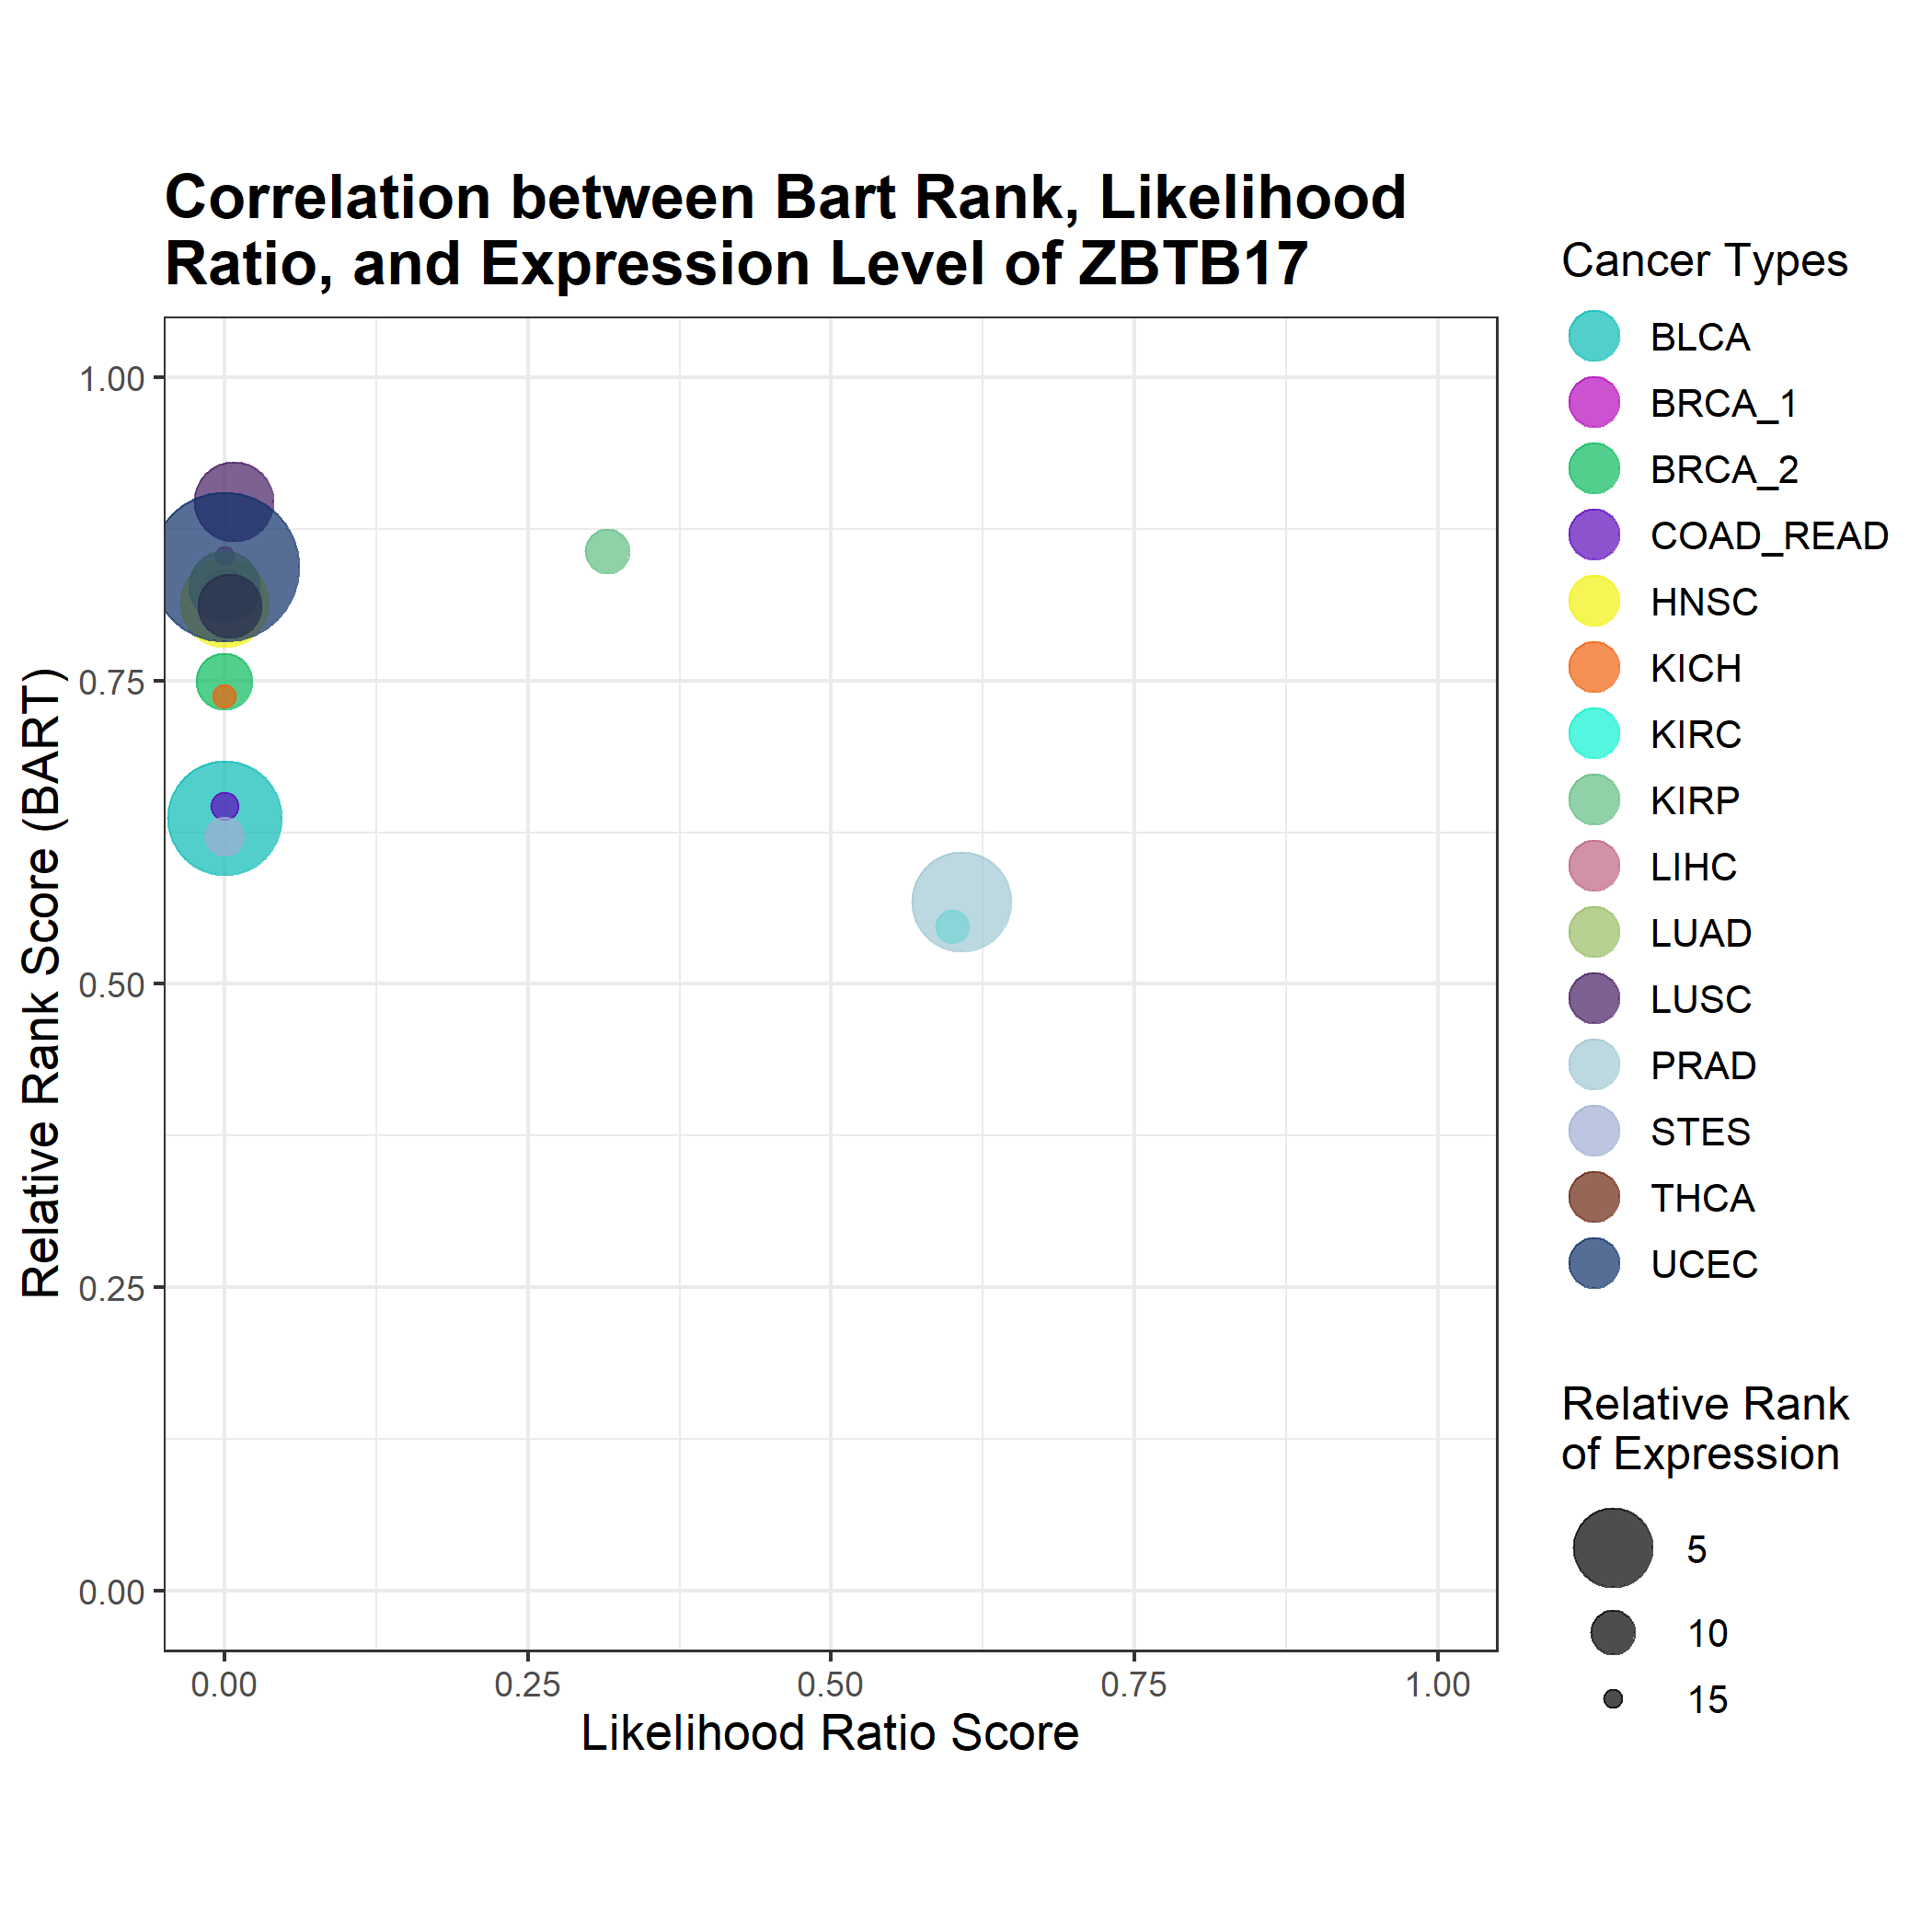 Correlation between Bart Rank, Likelihood
Ratio, and Expression Level of ZBTB17
Relative Rank Score (BART)
1.00
0.75
0.50
0.25
0.00
0.00
0.25
0.50
0.75
1.00
Likelihood Ratio Score
Cancer Types
BLCA
BRCA_1
BRCA_2
COAD_READ
HNSC
KICH
KIRC
KIRP
LIHC
LUAD
LUSC
PRAD
STES
THCA
UCEC
Relative Rank
of Expression
5
10
15